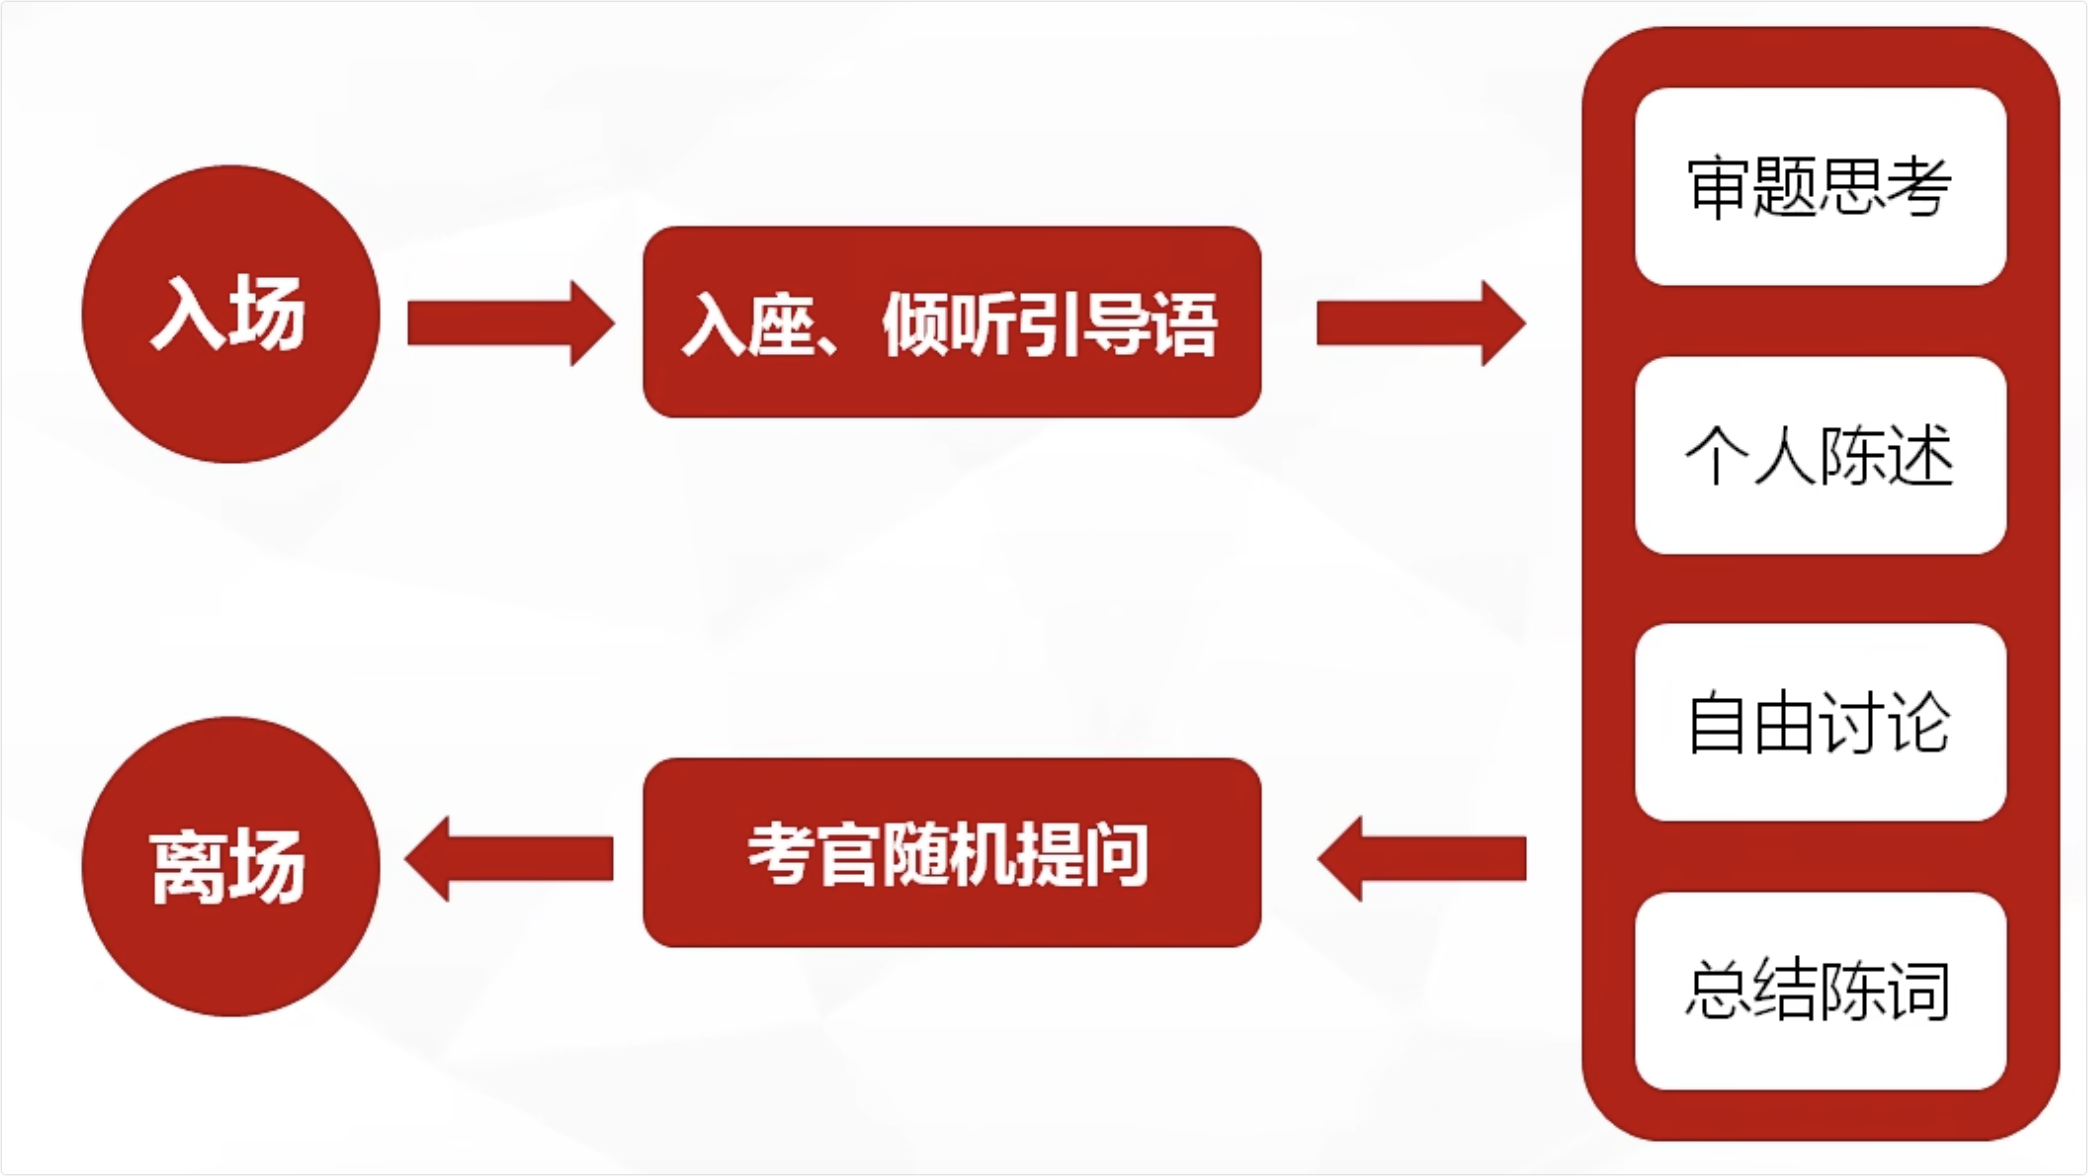 入场
入座、倾听引导语
审题思考
个人陈述
自由讨论
总结陈词
考官随机提问
离场